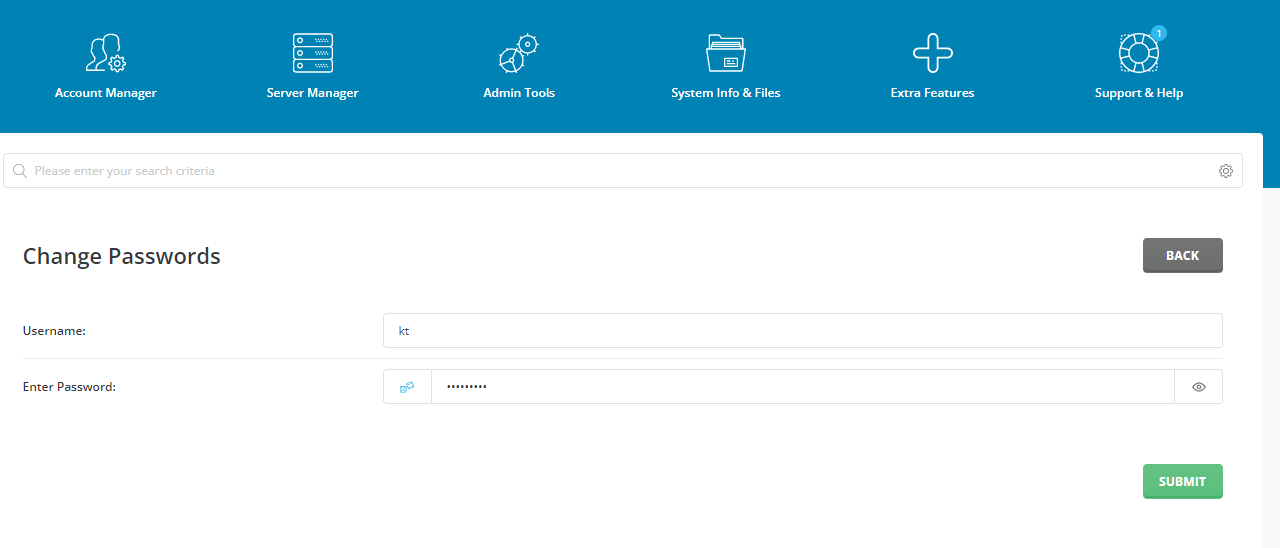 1
Account Manager
Server Manager
Admin Tools
System Info & Files
Extra Features
Support & Help
Please enter your search criteria
Change Passwords
BACK
Username:
kt
Enter Password:
•••••••••
SUBMIT